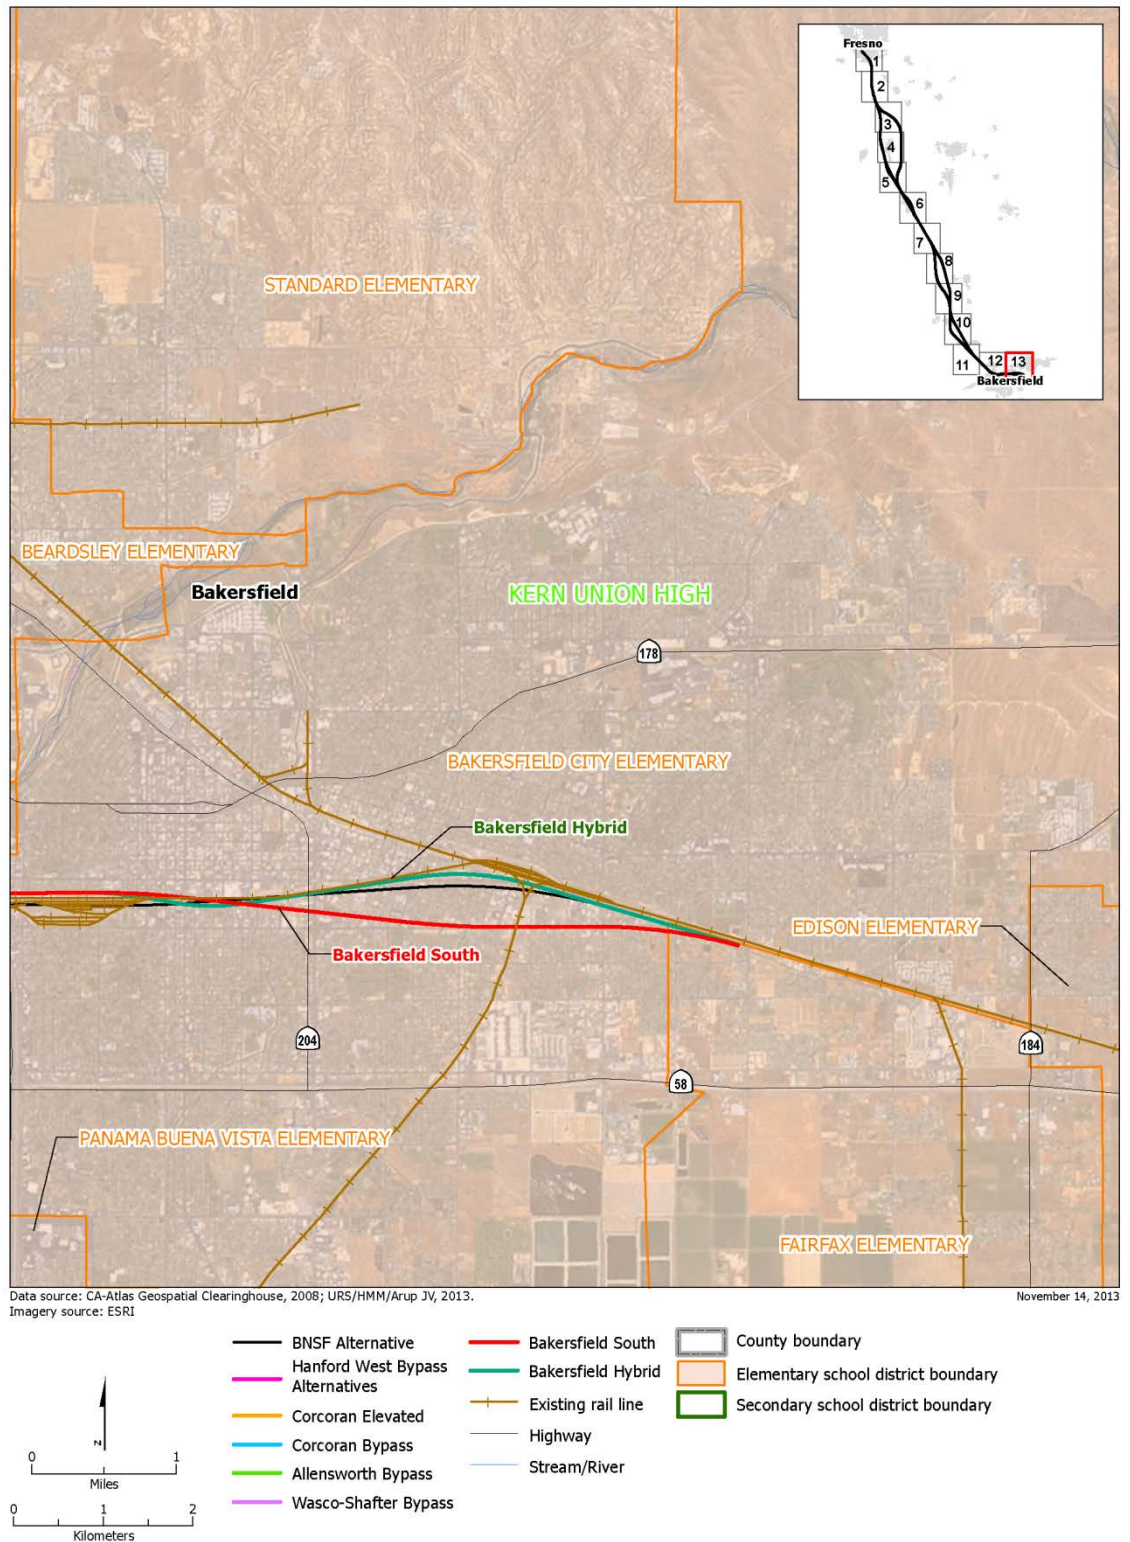 Fresno
1
2
3
4
5
6
7
8
9
10
11
12
13
Bakersfield
STANDARD ELEMENTARY
BEARDSLEY ELEMENTARY
Bakersfield
KERN UNION HIGH
178
BAKERSFIELD CITY ELEMENTARY
Bakersfield Hybrid
EDISON ELEMENTARY
Bakersfield South
204
184
58
PANAMA BUENA VISTA ELEMENTARY
FAIRFAX ELEMENTARY
Data source: CA-Atlas Geospatial Clearinghouse, 2008; URS/HMM/Arup JV, 2013.
November 14, 2013
Imagery source: ESRI
BNSF Alternative
Hanford West Bypass
Alternatives
Corcoran Elevated
Corcoran Bypass
Allensworth Bypass
Wasco-Shafter Bypass
Bakersfield South
Bakersfield Hybrid
Existing rail line
Highway
Stream/River
County boundary
Elementary school district boundary
Secondary school district boundary
N
0 1
Miles
0 1 2
Kilometers